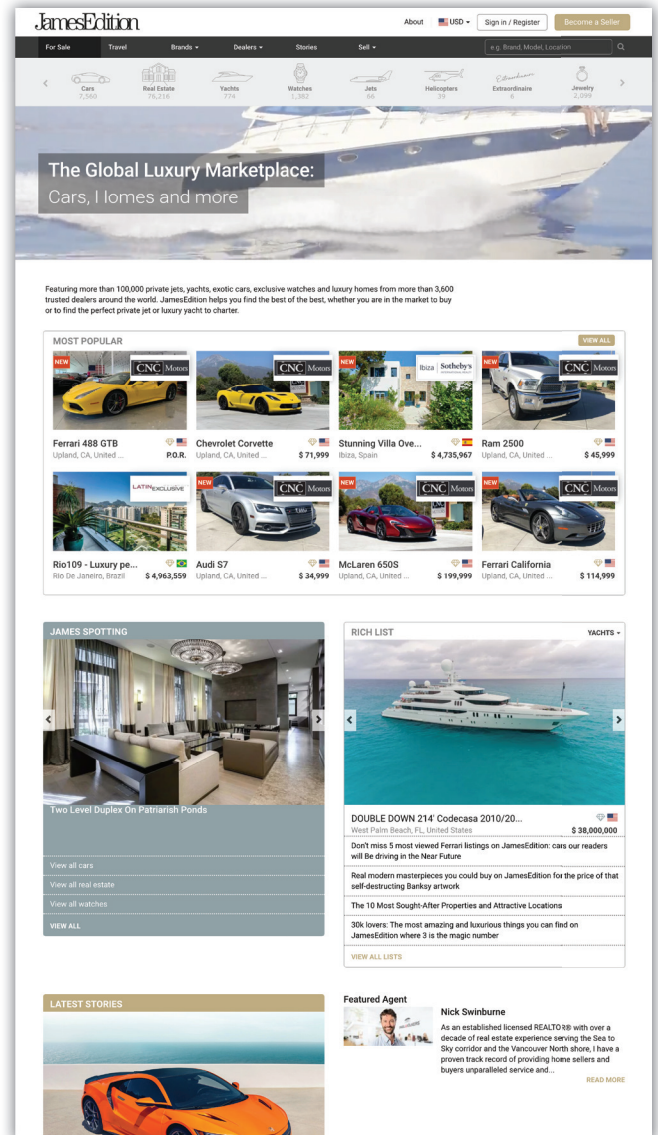 JamesEdition
About USD Sign in / Register Become a Seller
For Sale Travel Brands Dealers Stories Sell e.g. Brand, Model, Location
Cars Real Estate Yachts Watches Jets Helicopters Extraordinaire Jewelry
7,560 76,216 774 1,382 66 39 6 2,099
The Global Luxury Marketplace:
Cars, I lomes and more
Featuring more than 100,000 private jets, yachts, exotic cars, exclusive watches and luxury homes from more than 3,600
trusted dealers around the world. JamesEdition helps you find the best of the best, whether you are in the market to buy
or to find the perfect private jet or luxury yacht to charter.
MOST POPULAR VIEW ALL
NEW CNC Motors CNC Motors Ibiza Sotheby's NEW CNC Motors
Ferrari 488 GTB Chevrolet Corvette Stunning Villa Ove... Ram 2500
Upland, CA, United ... P.O.R. Upland, CA, United ... $ 71,999 Ibiza, Spain $ 4,735,967 Upland, CA, United ... $ 45,999
LATIN EXCLUSIVE NEW CNC Motors NEW CNC Motors NEW CNC Motors
Rio109 - Luxury pe... Audi S7 McLaren 650S Ferrari California
Rio De Janeiro, Brazil $ 4,963,559 Upland, CA, United ... $ 34,999 Upland, CA, United ... $ 199,999 Upland, CA, United ... $ 114,999
JAMES SPOTTING
Two Level Duplex On Patriarish Ponds
View all cars
View all real estate
View all watches
VIEW ALL
RICH LIST YACHTS
DOUBLE DOWN 214' Codecasa 2010/20...
West Palm Beach, FL, United States $ 38,000,000
Don't miss 5 most viewed Ferrari listings on JamesEdition: cars our readers
will Be driving in the Near Future
Real modern masterpieces you could buy on JamesEdition for the price of that
self-destructing Banksy artwork
The 10 Most Sought-After Properties and Attractive Locations
30k lovers: The most amazing and luxurious things you can find on
JamesEdition where 3 is the magic number
VIEW ALL LISTS
LATEST STORIES
Featured Agent
Nick Swinburne
As an established licensed REALTOR® with over a
decade of real estate experience serving the Sea to
Sky corridor and the Vancouver North shore, I have a
proven track record of providing home sellers and
buyers unparalleled service and...
READ MORE